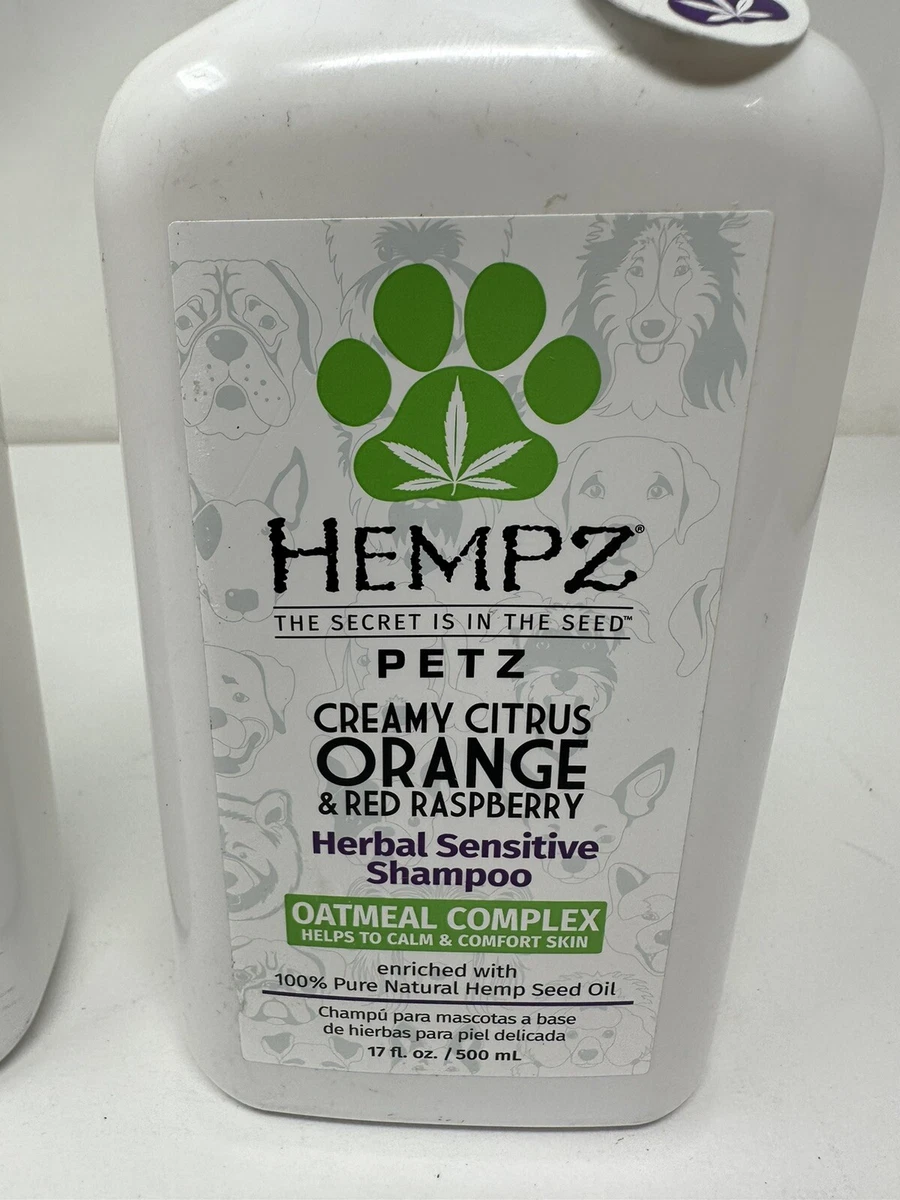 HEMPZ®
THE SECRET IS IN THE SEED™
PETZ
CREAMY CITRUS
ORANGE
& RED RASPBERRY
Herbal Sensitive
Shampoo
OATMEAL COMPLEX
HELPS TO CALM & COMFORT SKIN
enriched with
100% Pure Natural Hemp Seed Oil
Champú para mascotas a base
de hierbas para piel delicada
17 fl. oz. / 500 mL